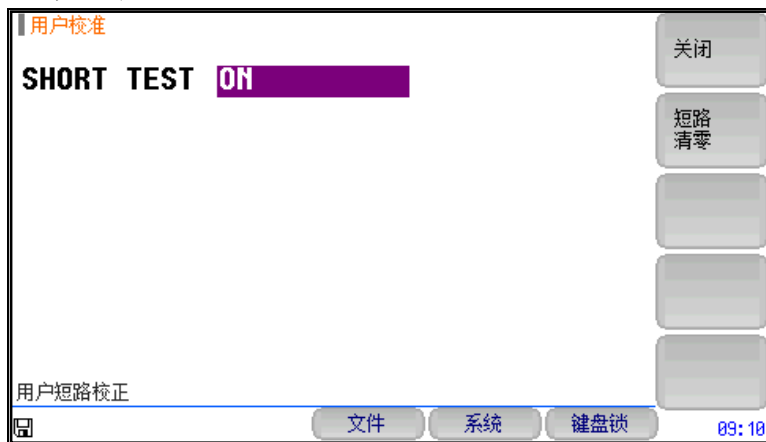 用户校准
SHORT TEST ON
关闭
短路
清零
用户短路校正
文件 系统 键盘锁 09:10